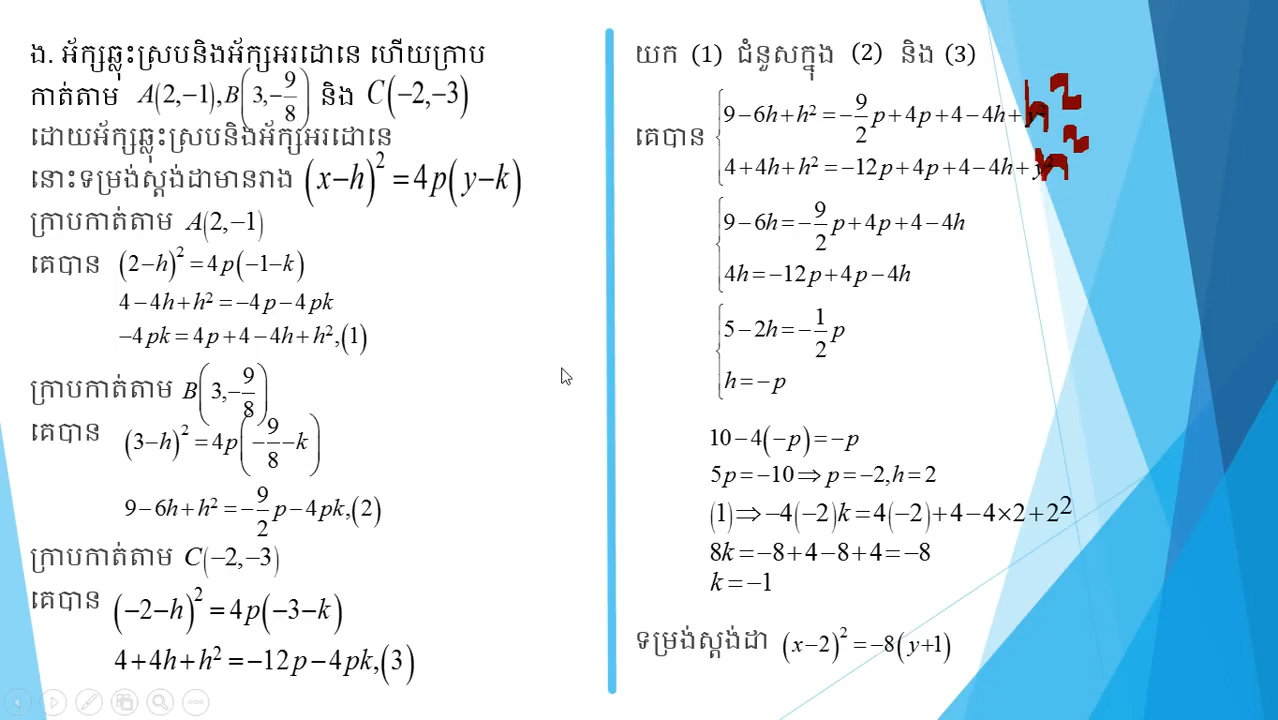 ង. អ័ក្សឆ្លុះស្របនិងអ័ក្សអរដោនេ ហើយក្រាប
កាត់តាម A(2,−1), B(3,−9/8) និង C(−2,−3)
ដោយអ័ក្សឆ្លុះស្របនិងអ័ក្សអរដោនេ
នោះទម្រង់ស្តង់ដាមានរាង (x−h)² = 4p(y−k)
ក្រាបកាត់តាម A(2,−1)
គេបាន (2−h)² = 4p(−1−k)
4−4h+h² = −4p−4pk
−4pk = 4p+4−4h+h²,(1)
ក្រាបកាត់តាម B(3,−9/8)
គេបាន (3−h)² = 4p(−9/8−k)
9−6h+h² = −9/2p−4pk,(2)
ក្រាបកាត់តាម C(−2,−3)
គេបាន (−2−h)² = 4p(−3−k)
4+4h+h² = −12p−4pk,(3)
យក (1) ជំនួសក្នុង (2) និង (3)
គេបាន { 9−6h+h² = −9/2p+4p+4−4h+h²
4+4h+h² = −12p+4p+4−4h+
{ 9−6h = −9/2p+4p+4−4h
4h = −12p+4p−4h
{ 5−2h = −1/2p
h = −p
10−4(−p) = −p
5p = −10 ⇒ p = −2, h = 2
(1) ⇒ −4(−2)k = 4(−2)+4−4×2+2²
8k = −8+4−8+4 = −8
k = −1
ទម្រង់ស្តង់ដា (x−2)² = −8(y+1)